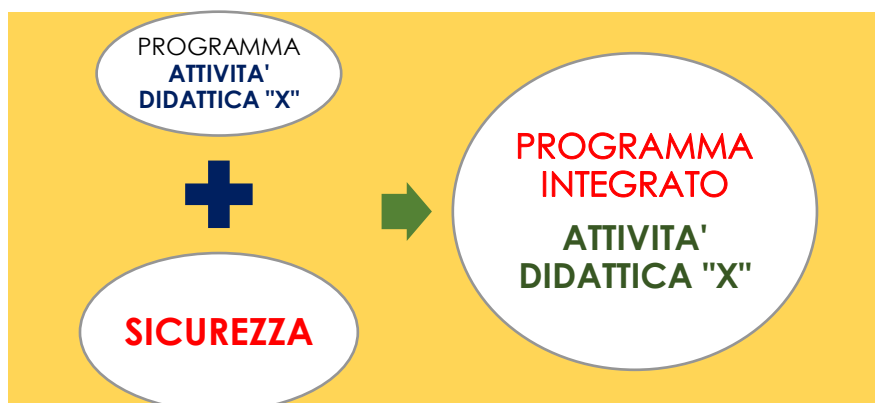 PROGRAMMA
ATTIVITA'
DIDATTICA "X"
SICUREZZA
PROGRAMMA
INTEGRATO
ATTIVITA'
DIDATTICA "X"